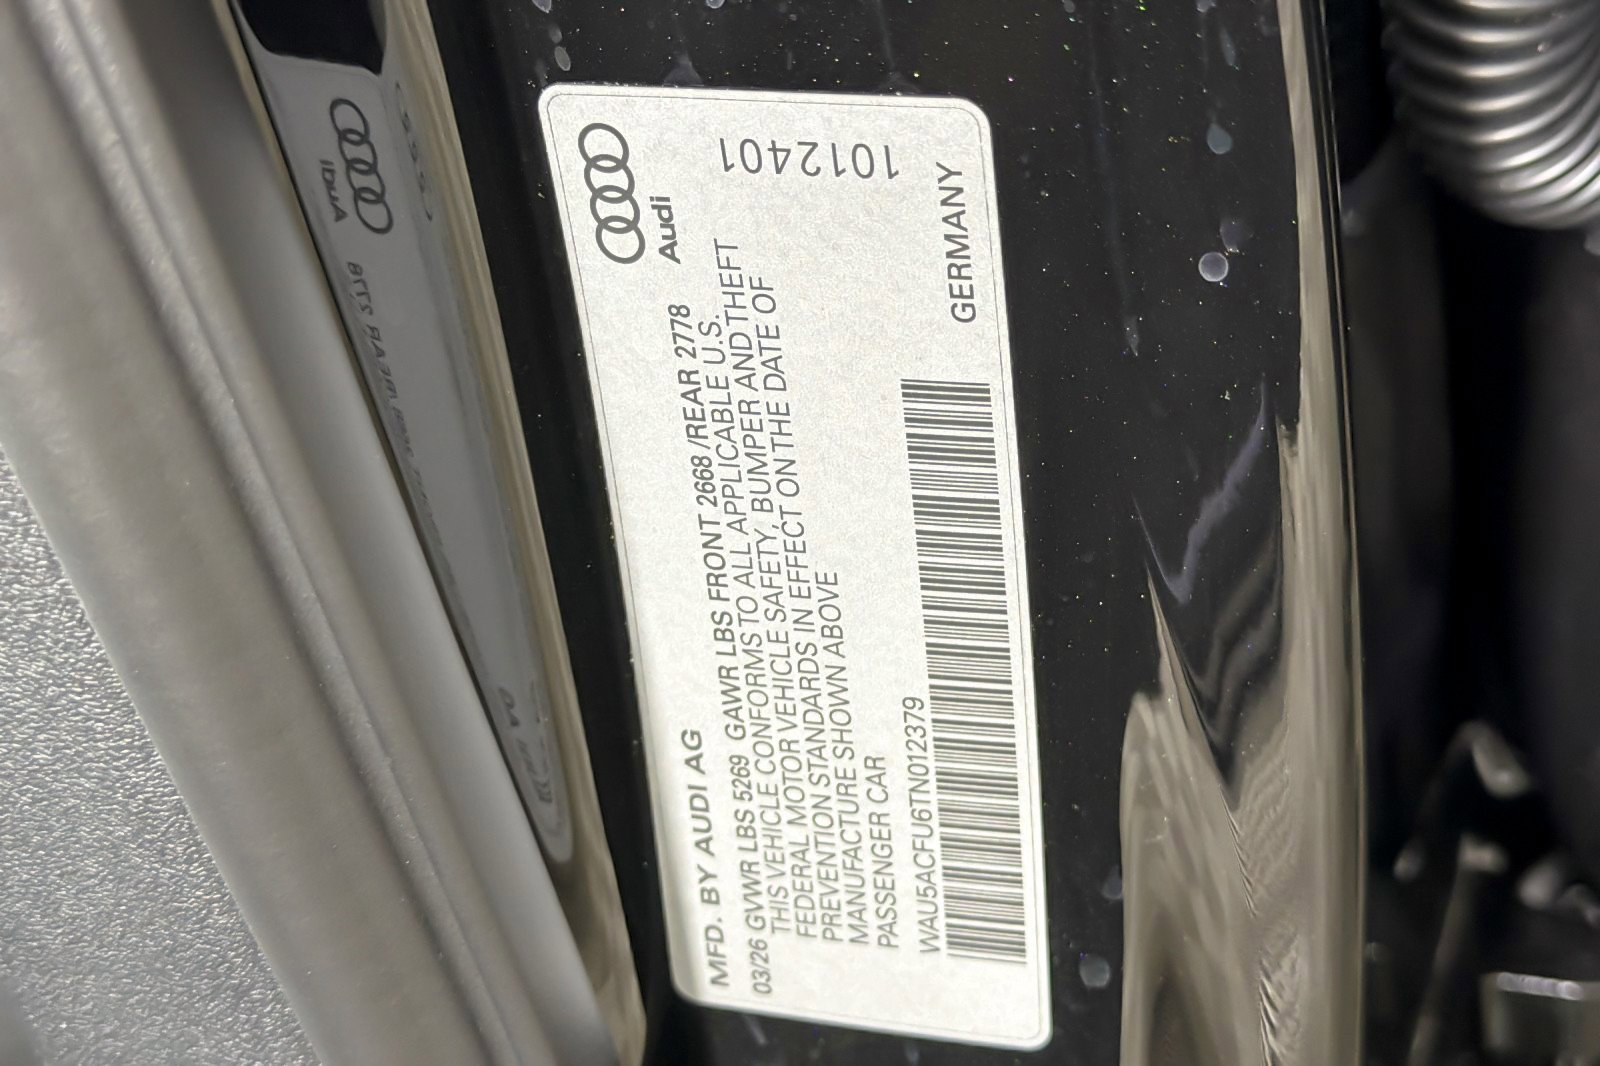 Audi
MFD. BY AUDI AG
03/26 GVWR LBS 5269 GAWR LBS FRONT 2668 /REAR 2778
THIS VEHICLE CONFORMS TO ALL APPLICABLE U.S.
FEDERAL MOTOR VEHICLE SAFETY, BUMPER AND THEFT
PREVENTION STANDARDS IN EFFECT ON THE DATE OF
MANUFACTURE SHOWN ABOVE
PASSENGER CAR
WAU5ACFU6TN012379
GERMANY
1012401